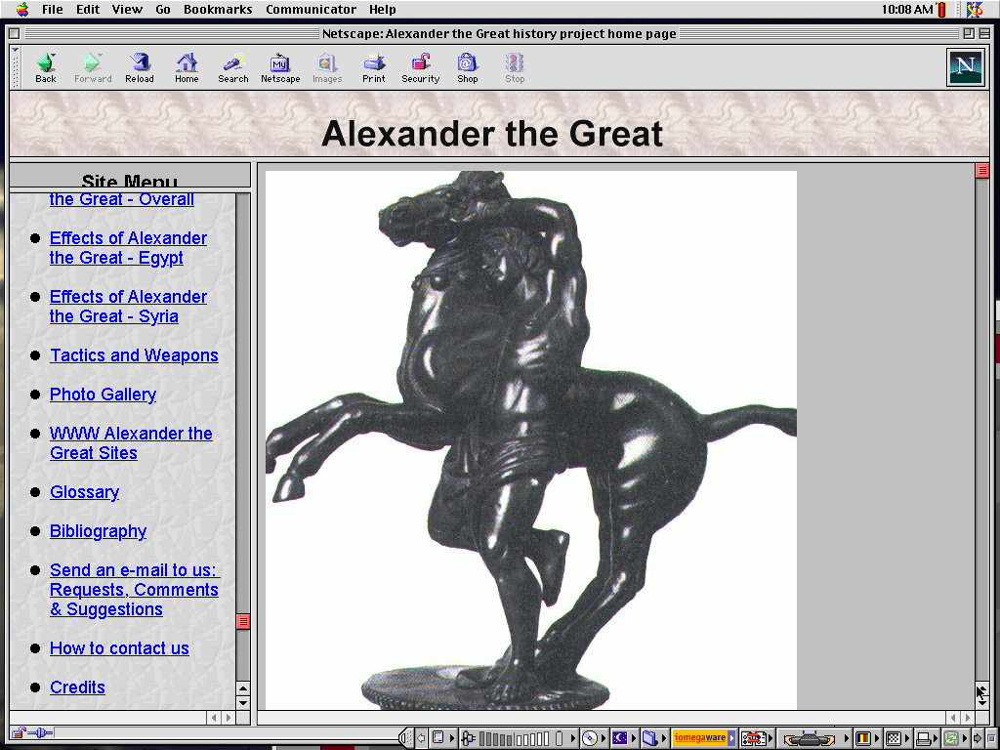 File Edit View Go Bookmarks Communicator Help
10:08 AM
Netscape: Alexander the Great history project home page
Back Forward Reload Home Search Netscape Images Print Security Shop Stop
My
N
Alexander the Great
Site Menu
the Great - Overall
Effects of Alexander
the Great - Egypt
Effects of Alexander
the Great - Syria
Tactics and Weapons
Photo Gallery
WWW Alexander the
Great Sites
Glossary
Bibliography
Send an e-mail to us:
Requests, Comments
& Suggestions
How to contact us
Credits
iomegaware